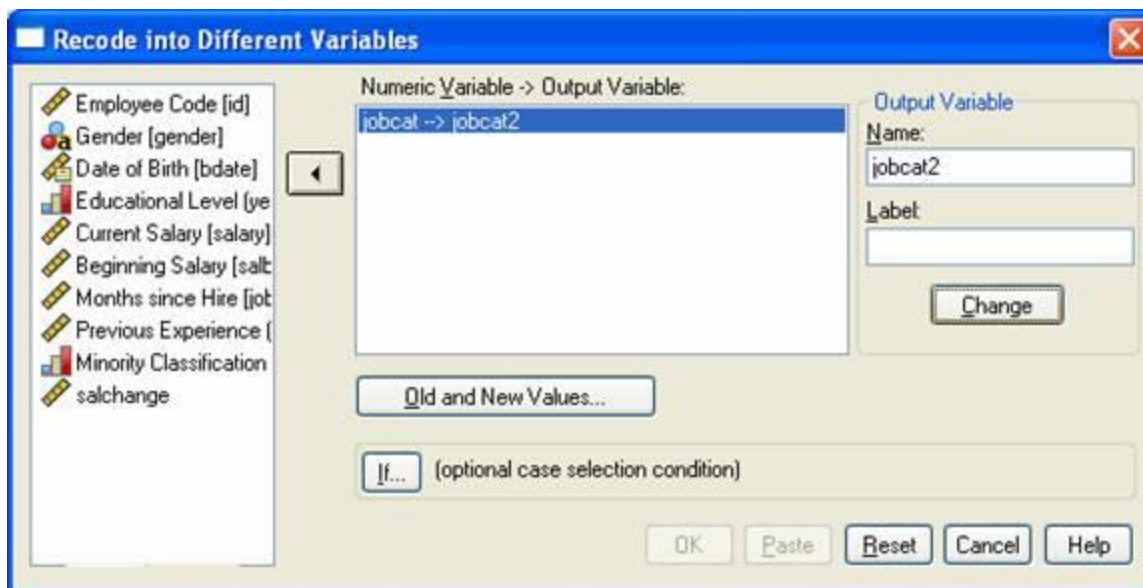 Recode into Different Variables
Employee Code [id]
Gender [gender]
Date of Birth [bdate]
Educational Level (ye
Current Salary [salary]
Beginning Salary [salb
Months since Hire [job
Previous Experience (
Minority Classification
salchange
Numeric Variable -> Output Variable:
jobcat --> jobcat2
Output Variable
Name:
jobcat2
Label:
Change
Old and New Values...
If... (optional case selection condition)
OK Paste Reset Cancel Help